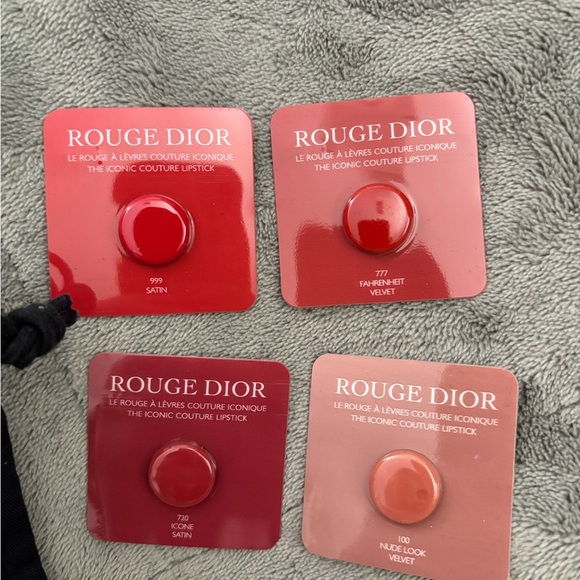 ROUGE DIOR
LE ROUGE À LÈVRES COUTURE ICONIQUE
THE ICONIC COUTURE LIPSTICK
999
SATIN
ROUGE DIOR
LE ROUGE À LÈVRES COUTURE ICONIQUE
THE ICONIC COUTURE LIPSTICK
777
FAHRENHEIT
VELVET
ROUGE DIOR
LE ROUGE À LÈVRES COUTURE ICONIQUE
THE ICONIC COUTURE LIPSTICK
720
ICONE
SATIN
ROUGE DIOR
LE ROUGE À LÈVRES COUTURE ICONIQUE
THE ICONIC COUTURE LIPSTICK
100
NUDE LOOK
VELVET